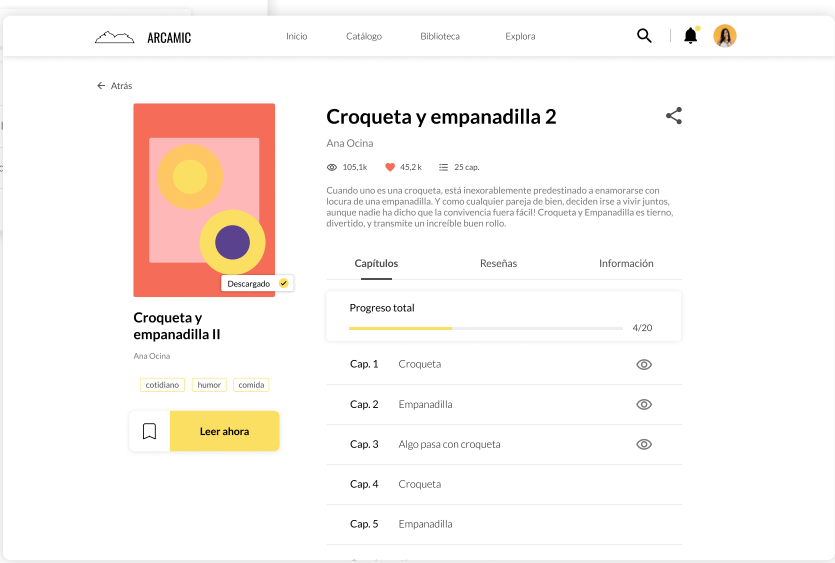 ARCAMIC
Inicio
Catálogo
Biblioteca
Explora
Atrás
Descargado
Croqueta y
empanadilla II
Ana Ocina
cotidiano
humor
comida
Leer ahora
Croqueta y empanadilla 2
Ana Ocina
105,1k
45,2 k
25 cap.
Cuando uno es una croqueta, está inexorablemente predestinado a enamorarse con
locura de una empanadilla. Y como cualquier pareja de bien, deciden irse a vivir juntos,
aunque nadie ha dicho que la convivencia fuera fácil! Croqueta y Empanadilla es tierno,
divertido, y transmite un increíble buen rollo.
Capítulos
Reseñas
Información
Progreso total
4/20
Cap. 1 Croqueta
Cap. 2 Empanadilla
Cap. 3 Algo pasa con croqueta
Cap. 4 Croqueta
Cap. 5 Empanadilla